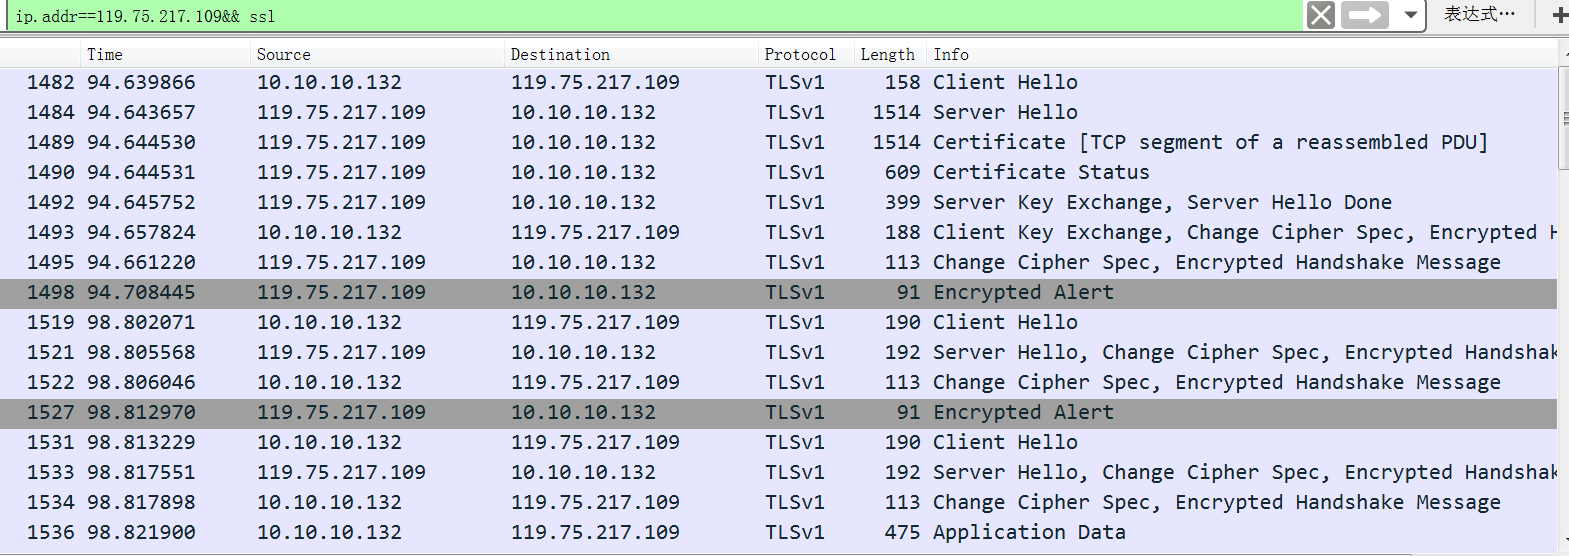 ip.addr==119.75.217.109&& ssl 表达式…
Time Source Destination Protocol Length Info
1482 94.639866 10.10.10.132 119.75.217.109 TLSv1 158 Client Hello
1484 94.643657 119.75.217.109 10.10.10.132 TLSv1 1514 Server Hello
1489 94.644530 119.75.217.109 10.10.10.132 TLSv1 1514 Certificate [TCP segment of a reassembled PDU]
1490 94.644531 119.75.217.109 10.10.10.132 TLSv1 609 Certificate Status
1492 94.645752 119.75.217.109 10.10.10.132 TLSv1 399 Server Key Exchange, Server Hello Done
1493 94.657824 10.10.10.132 119.75.217.109 TLSv1 188 Client Key Exchange, Change Cipher Spec, Encrypted H
1495 94.661220 119.75.217.109 10.10.10.132 TLSv1 113 Change Cipher Spec, Encrypted Handshake Message
1498 94.708445 119.75.217.109 10.10.10.132 TLSv1 91 Encrypted Alert
1519 98.802071 10.10.10.132 119.75.217.109 TLSv1 190 Client Hello
1521 98.805568 119.75.217.109 10.10.10.132 TLSv1 192 Server Hello, Change Cipher Spec, Encrypted Handshak
1522 98.806046 10.10.10.132 119.75.217.109 TLSv1 113 Change Cipher Spec, Encrypted Handshake Message
1527 98.812970 119.75.217.109 10.10.10.132 TLSv1 91 Encrypted Alert
1531 98.813229 10.10.10.132 119.75.217.109 TLSv1 190 Client Hello
1533 98.817551 119.75.217.109 10.10.10.132 TLSv1 192 Server Hello, Change Cipher Spec, Encrypted Handshak
1534 98.817898 10.10.10.132 119.75.217.109 TLSv1 113 Change Cipher Spec, Encrypted Handshake Message
1536 98.821900 10.10.10.132 119.75.217.109 TLSv1 475 Application Data